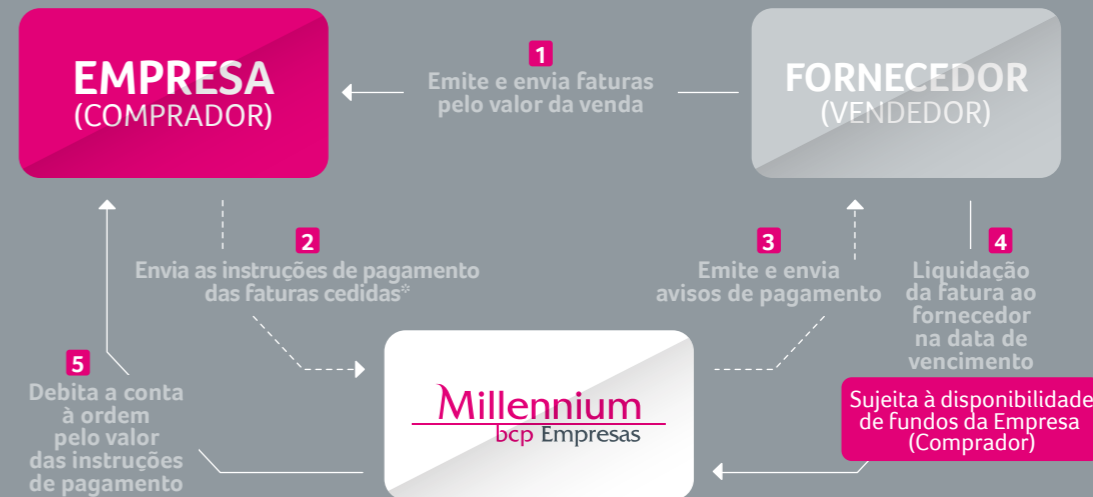 EMPRESA
(COMPRADOR)
1
Emite e envia faturas
pelo valor da venda
FORNECEDOR
(VENDEDOR)
2
Envia as instruções de pagamento
das faturas cedidas*
3
Emite e envia
avisos de pagamento
4
Liquidação
da fatura ao
fornecedor
na data de
vencimento
Sujeita à disponibilidade
de fundos da Empresa
(Comprador)
5
Debita a conta
à ordem
pelo valor
das instruções
de pagamento
Millennium
bcp Empresas